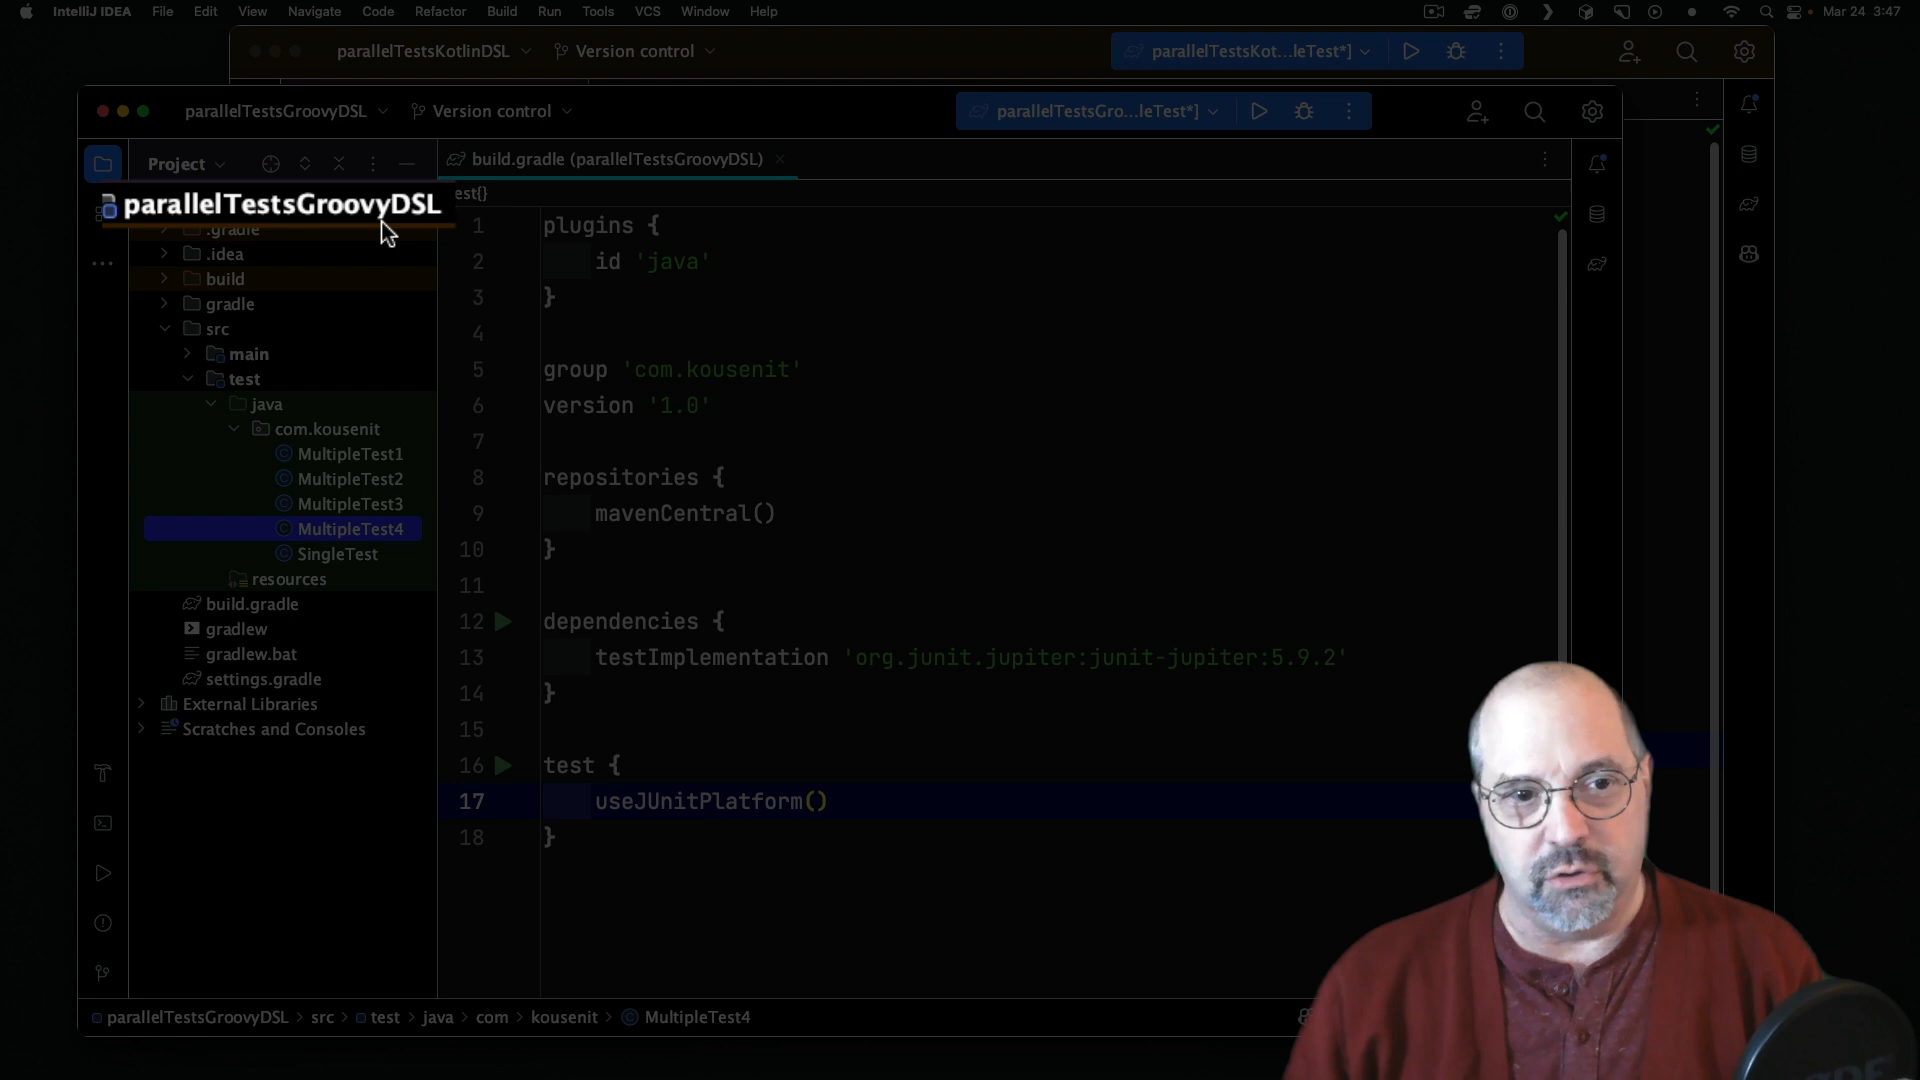 IntelliJ IDEA File Edit View Navigate Code Refactor Build Run Tools VCS Window Help Mar 24 3:47
parallelTestsKotlinDSL Version control parallelTestsKot...leTest*]
parallelTestsGroovyDSL Version control parallelTestsGro...leTest*]
Project
build.gradle (parallelTestsGroovyDSL)
parallelTestsGroovyDSL
est{}
.gradle
.idea
build
gradle
src
main
test
java
com.kousenit
MultipleTest1
MultipleTest2
MultipleTest3
MultipleTest4
SingleTest
resources
build.gradle
gradlew
gradlew.bat
settings.gradle
External Libraries
Scratches and Consoles
1 plugins {
2 id 'java'
3 }
4
5 group 'com.kousenit'
6 version '1.0'
7
8 repositories {
9 mavenCentral()
10 }
11
12 dependencies {
13 testImplementation 'org.junit.jupiter:junit-jupiter:5.9.2'
14 }
15
16 test {
17 useJUnitPlatform()
18 }
parallelTestsGroovyDSL > src > test > java > com > kousenit > MultipleTest4